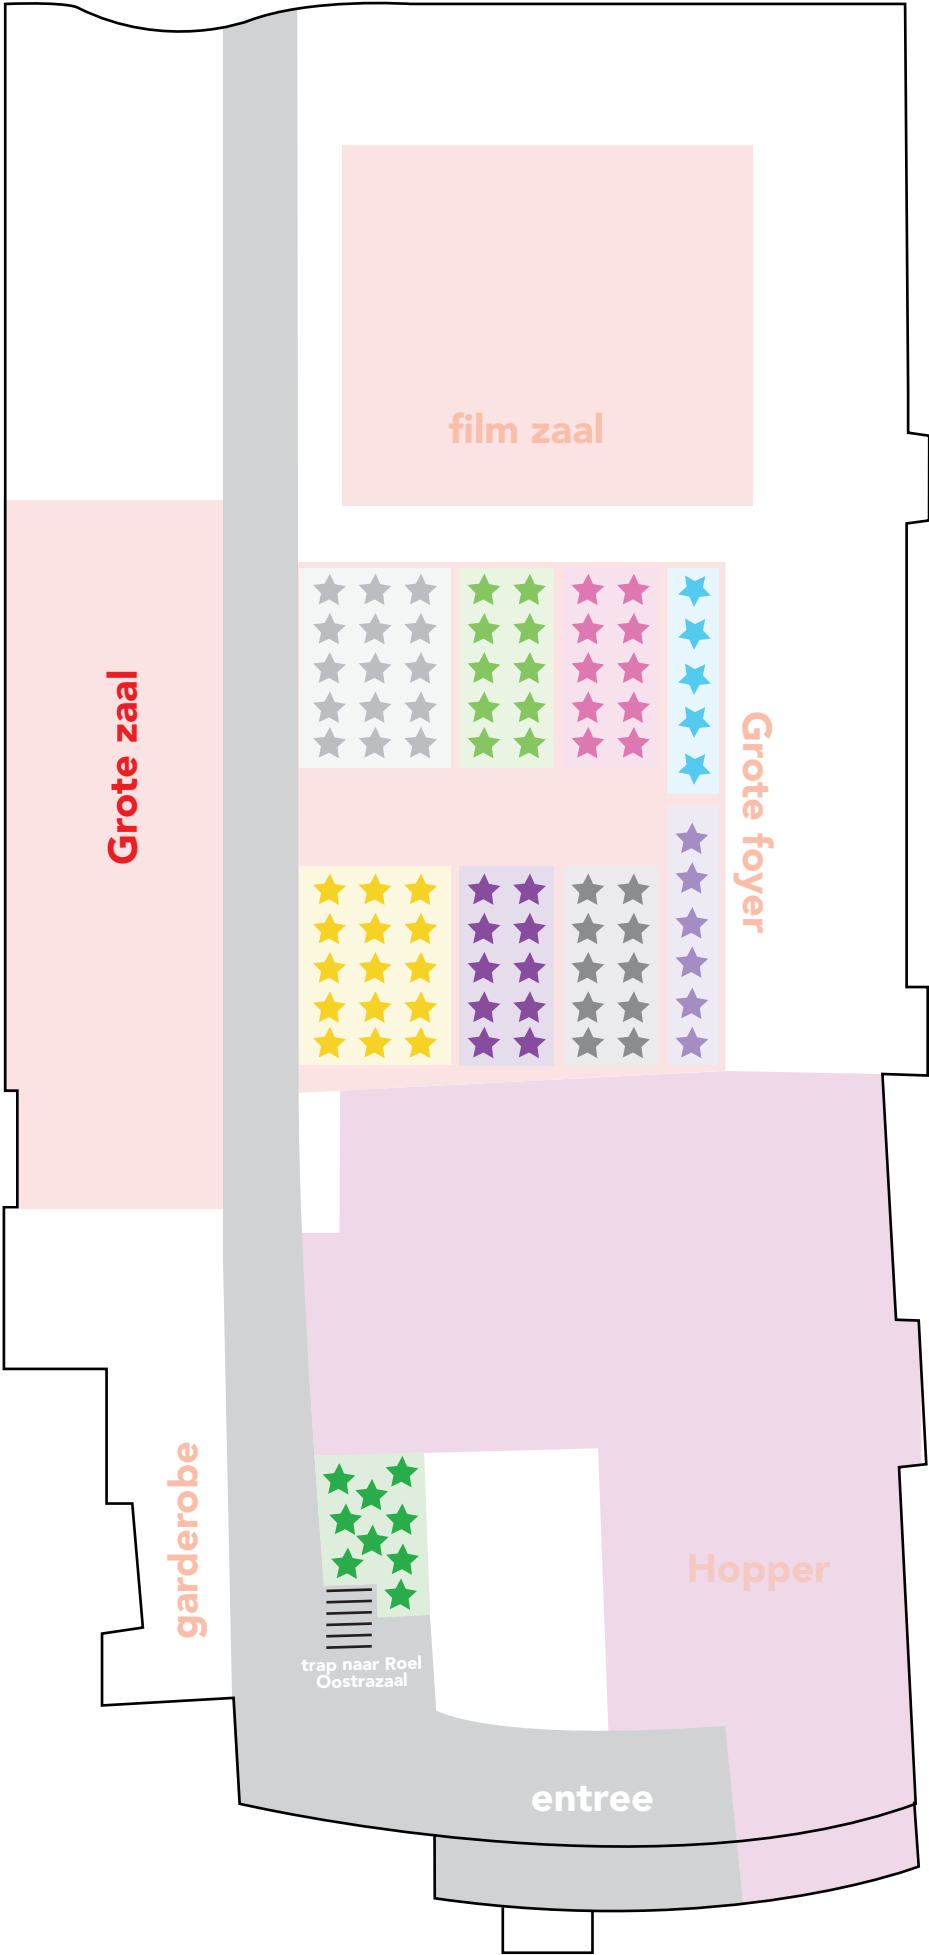 film zaal
Grote zaal
Grote foyer
garderobe
Hopper
trap naar Roel
Oostrazaal
entree